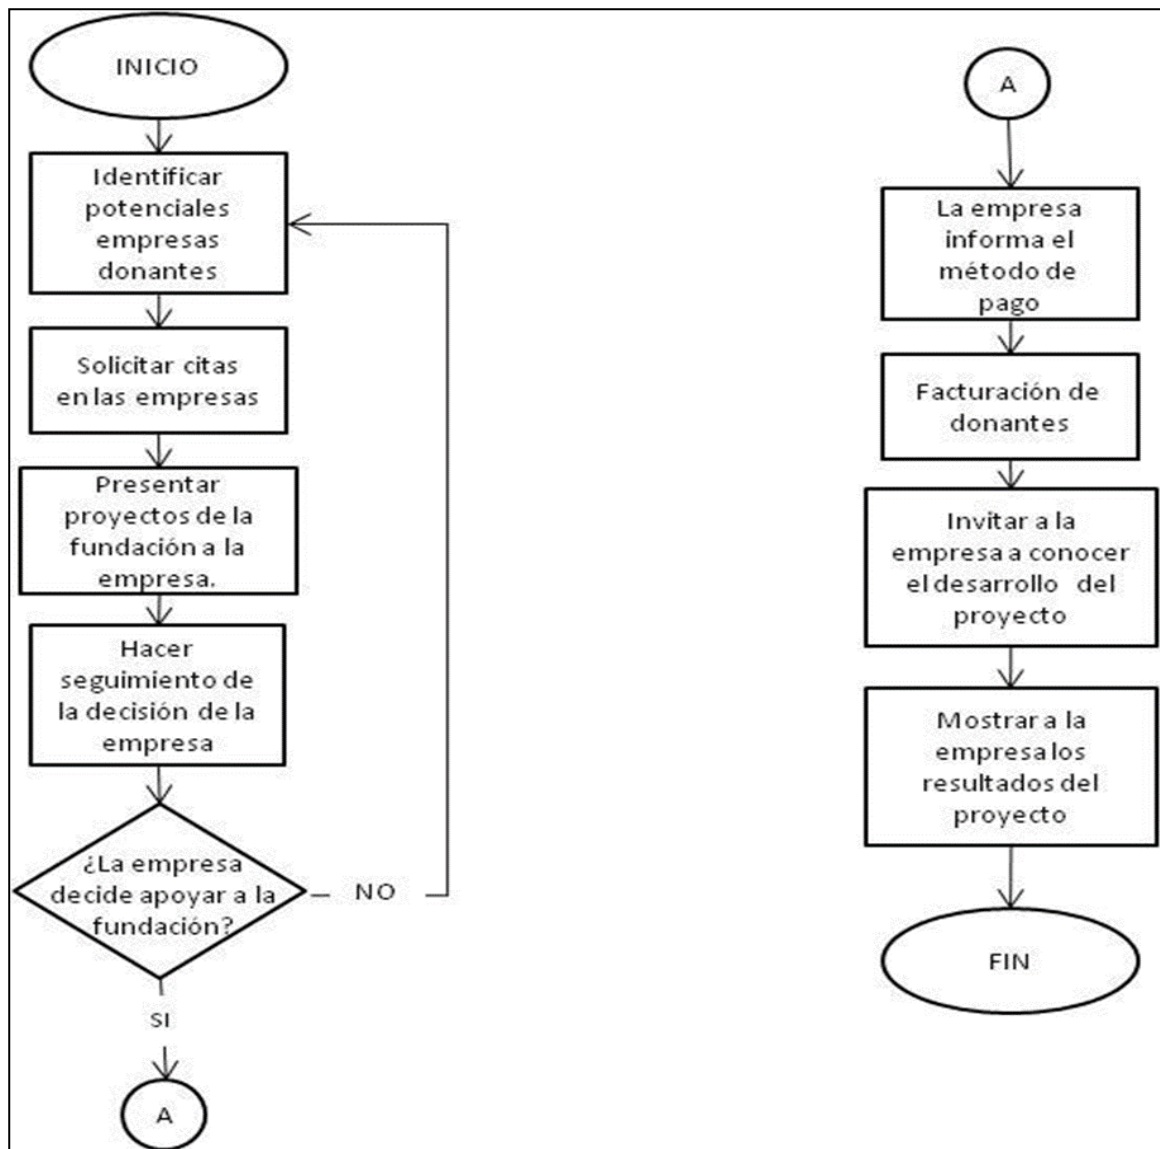 INICIO
Identificar
potenciales
empresas
donantes
Solicitar citas
en las empresas
Presentar
proyectos de la
fundación a la
empresa.
Hacer
seguimiento de
la decisión de la
empresa
¿La empresa
decide apoyar a la
fundación?
NO
SI
A
A
La empresa
informa el
método de
pago
Facturación de
donantes
Invitar a la
empresa a conocer
el desarrollo del
proyecto
Mostrar a la
empresa los
resultados del
proyecto
FIN